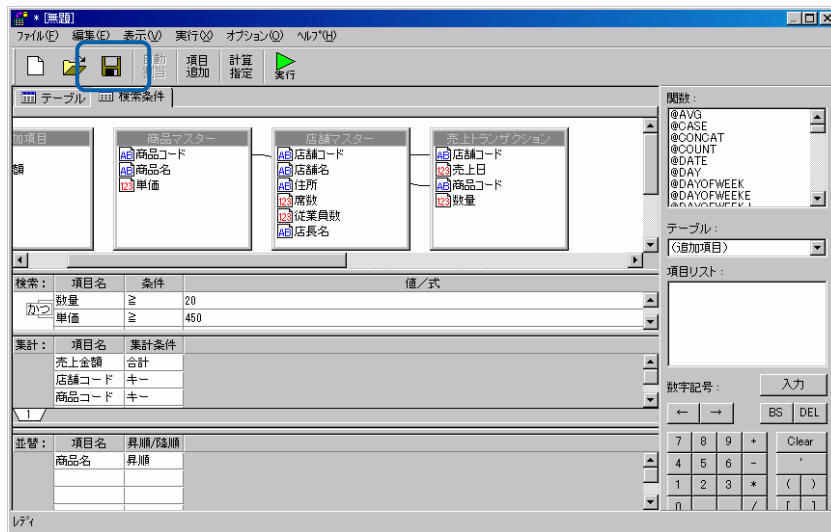 * [無題]
ファイル(F) 編集(E) 表示(V) 実行(X) オプション(O) ヘルプ(H)
自動割当 項目追加 計算指定 実行
テーブル 検索条件
加項目 商品マスター 店舗マスター 売上トランザクション
額 商品コード 店舗コード 店舗コード
商品名 店舗名 売上日
単価 住所 商品コード
席数 数量
従業員数
店長名
検索: 項目名 条件 値/式
かつ 数量 ≧ 20
単価 ≧ 450
集計: 項目名 集計条件
売上金額 合計
店舗コード キー
商品コード キー
1
並替: 項目名 昇順/降順
商品名 昇順
関数:
@AVG
@CASE
@CONCAT
@COUNT
@DATE
@DAY
@DAYOFWEEK
@DAYOFWEEKE
テーブル:
(追加項目)
項目リスト:
数字記号: 入力
← → BS DEL
7 8 9 + Clear
4 5 6 - '
1 2 3 * ( )
0 / [ ]
レディ